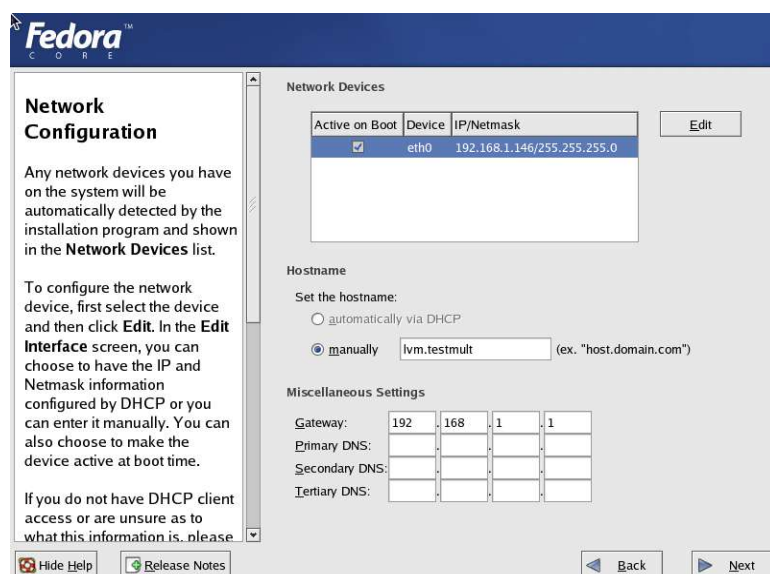 Fedora™
CORE
Network
Configuration
Any network devices you have
on the system will be
automatically detected by the
installation program and shown
in the Network Devices list.
To configure the network
device, first select the device
and then click Edit. In the Edit
Interface screen, you can
choose to have the IP and
Netmask information
configured by DHCP or you
can enter it manually. You can
also choose to make the
device active at boot time.
If you do not have DHCP client
access or are unsure as to
what this information is, please
Network Devices
Active on Boot Device IP/Netmask
eth0 192.168.1.146/255.255.255.0
Edit
Hostname
Set the hostname:
automatically via DHCP
manually lvm.testmult (ex. "host.domain.com")
Miscellaneous Settings
Gateway: 192 . 168 . 1 . 1
Primary DNS: . . .
Secondary DNS: . . .
Tertiary DNS: . . .
Hide Help Release Notes Back Next